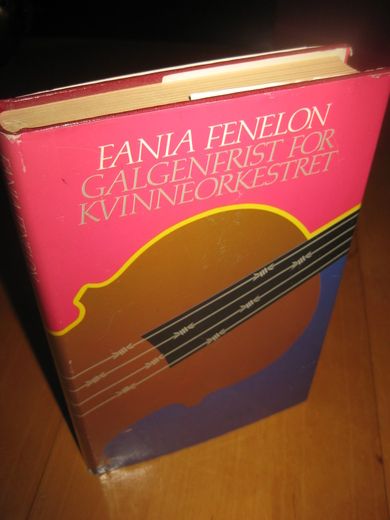 FANIA FENELON
GALGENFRIST FOR
KVINNEORKESTRET